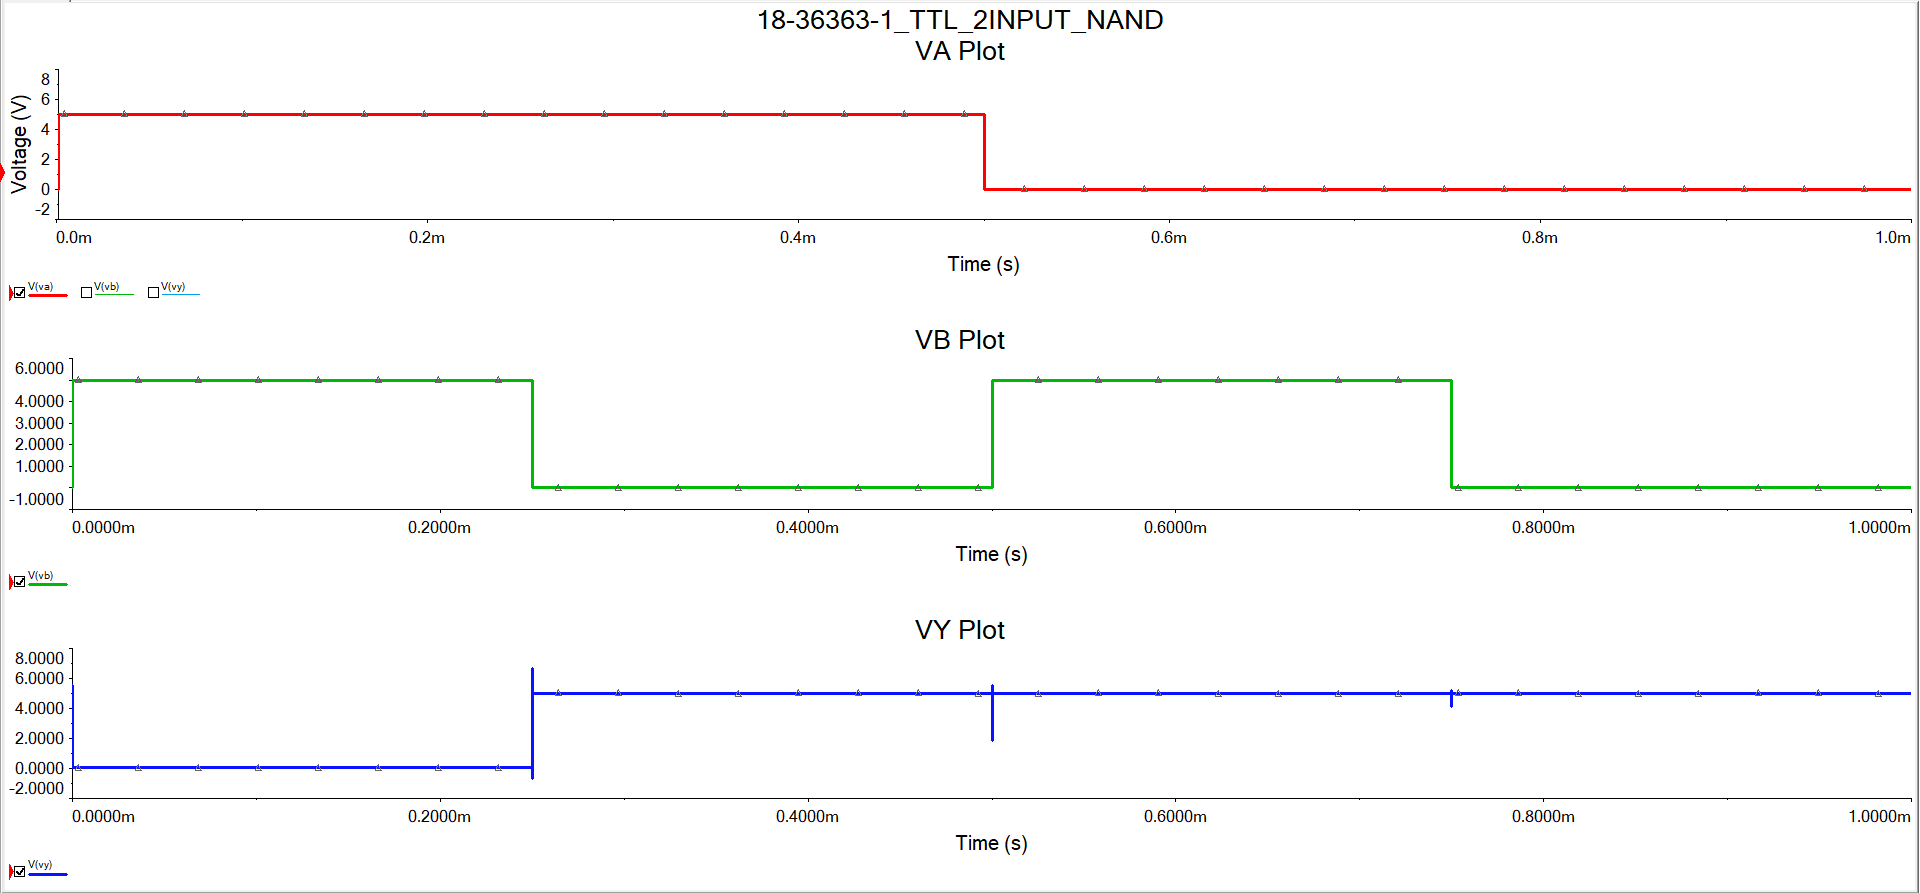 18-36363-1_TTL_2INPUT_NAND
VA Plot
Voltage (V)
8
6
4
2
0
-2
0.0m 0.2m 0.4m 0.6m 0.8m 1.0m
Time (s)
V(va) V(vb) V(vy)
VB Plot
6.0000
4.0000
3.0000
2.0000
1.0000
-1.0000
0.0000m 0.2000m 0.4000m 0.6000m 0.8000m 1.0000m
Time (s)
V(vb)
VY Plot
8.0000
6.0000
4.0000
2.0000
0.0000
-2.0000
0.0000m 0.2000m 0.4000m 0.6000m 0.8000m 1.0000m
Time (s)
V(vy)